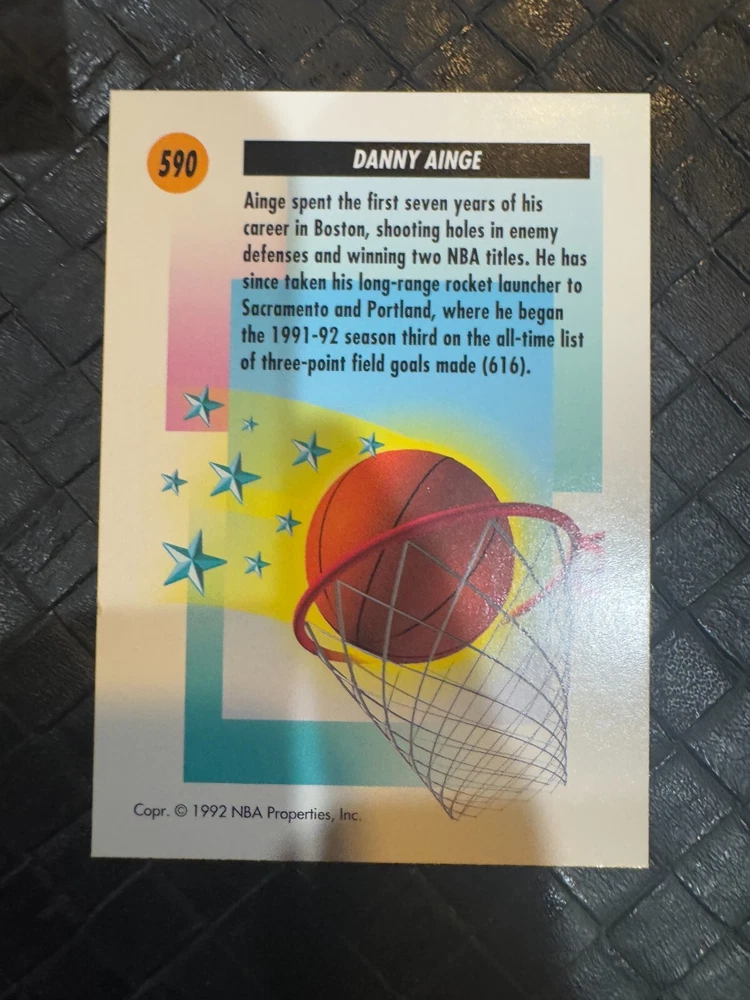 590
DANNY AINGE
Ainge spent the first seven years of his
career in Boston, shooting holes in enemy
defenses and winning two NBA titles. He has
since taken his long-range rocket launcher to
Sacramento and Portland, where he began
the 1991-92 season third on the all-time list
of three-point field goals made (616).
Copr. © 1992 NBA Properties, Inc.